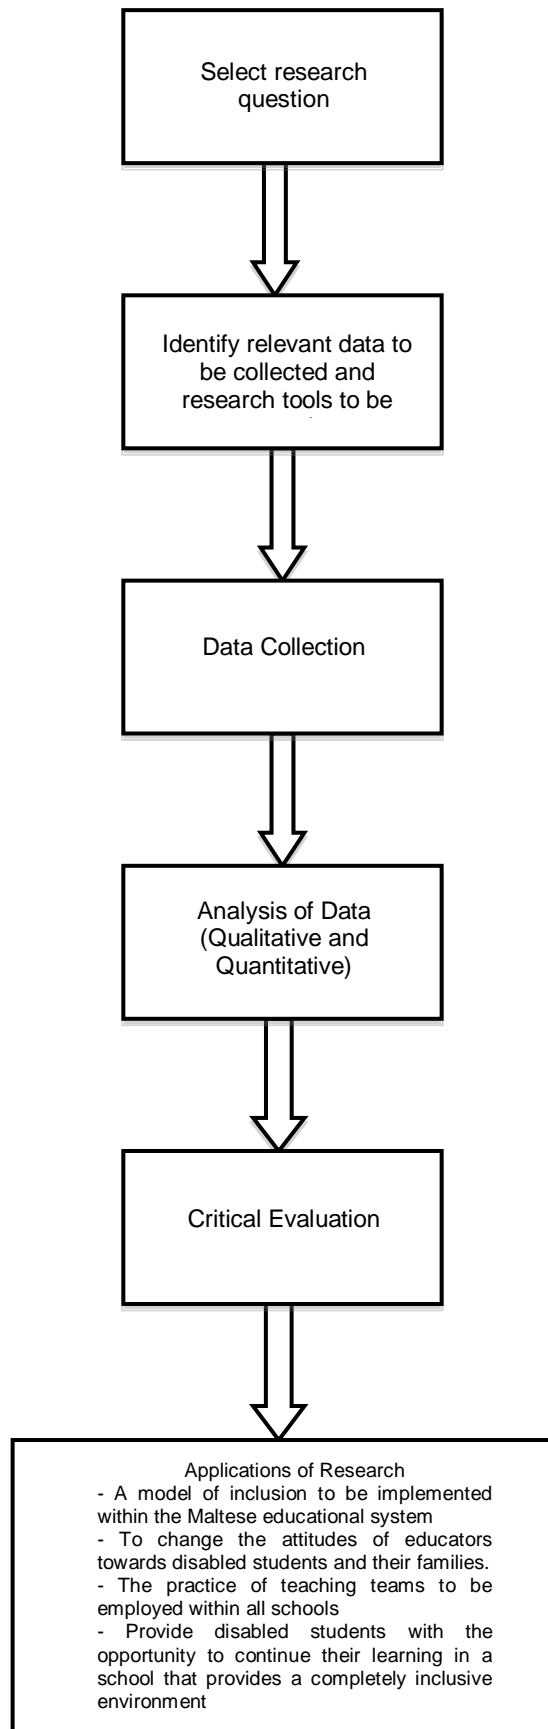 Select research
question
Identify relevant data to
be collected and
research tools to be
Data Collection
Analysis of Data
(Qualitative and
Quantitative)
Critical Evaluation
Applications of Research
- A model of inclusion to be implemented
within the Maltese educational system
- To change the attitudes of educators
towards disabled students and their families.
- The practice of teaching teams to be
employed within all schools
- Provide disabled students with the
opportunity to continue their learning in a
school that provides a completely inclusive
environment